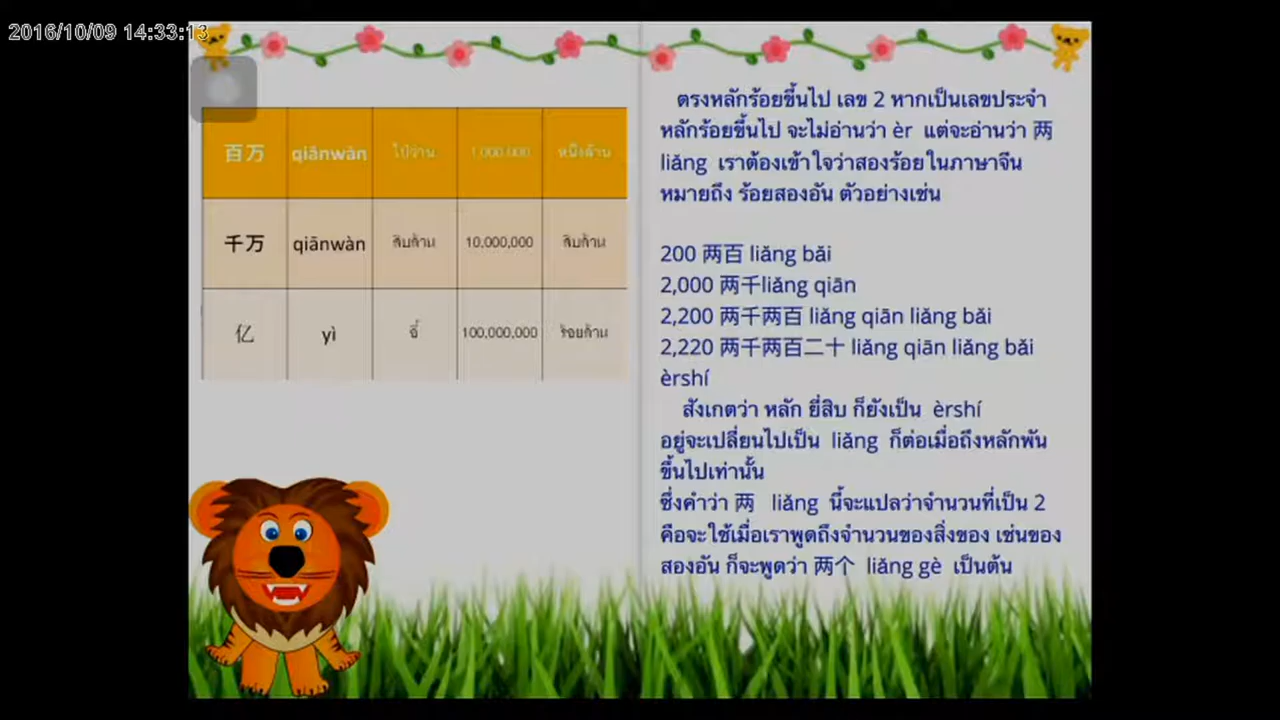 2016/10/09 14:33:13
百万 qiānwàn ไป่ว่าน 1,000,000 หนึ่งล้าน
千万 qiānwàn สิบล้าน 10,000,000 สิบล้าน
亿 yì อี้ 100,000,000 ร้อยล้าน
ตรงหลักร้อยขึ้นไป เลข 2 หากเป็นเลขประจำ
หลักร้อยขึ้นไป จะไม่อ่านว่า èr แต่จะอ่านว่า 两
liǎng เราต้องเข้าใจว่าสองร้อยในภาษาจีน
หมายถึง ร้อยสองอัน ตัวอย่างเช่น
200 两百 liǎng bǎi
2,000 两千liǎng qiān
2,200 两千两百 liǎng qiān liǎng bǎi
2,220 两千两百二十 liǎng qiān liǎng bǎi
èrshí
สังเกตว่า หลัก ยี่สิบ ก็ยังเป็น èrshí
อยู่จะเปลี่ยนไปเป็น liǎng ก็ต่อเมื่อถึงหลักพัน
ขึ้นไปเท่านั้น
ซึ่งคำว่า 两 liǎng นี้จะแปลว่าจำนวนที่เป็น 2
คือจะใช้เมื่อเราพูดถึงจำนวนของสิ่งของ เช่นของ
สองอัน ก็จะพูดว่า 两个 liǎng gè เป็นต้น